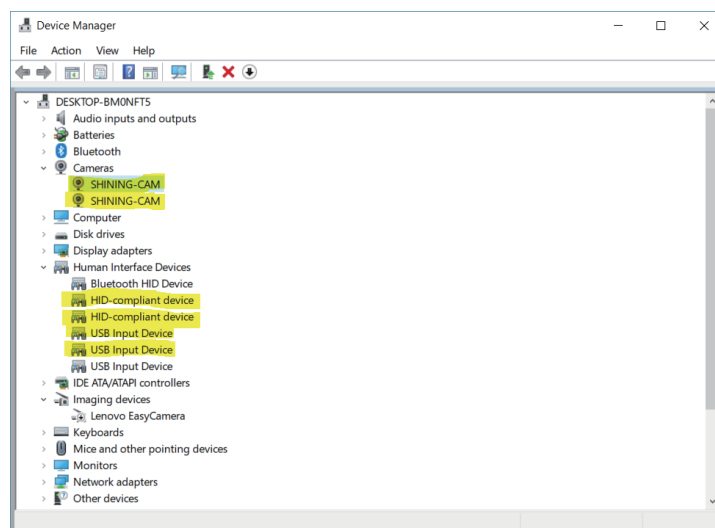 Device Manager
File Action View Help
DESKTOP-BM0NFT5
Audio inputs and outputs
Batteries
Bluetooth
Cameras
SHINING-CAM
SHINING-CAM
Computer
Disk drives
Display adapters
Human Interface Devices
Bluetooth HID Device
HID-compliant device
HID-compliant device
USB Input Device
USB Input Device
USB Input Device
IDE ATA/ATAPI controllers
Imaging devices
Lenovo EasyCamera
Keyboards
Mice and other pointing devices
Monitors
Network adapters
Other devices